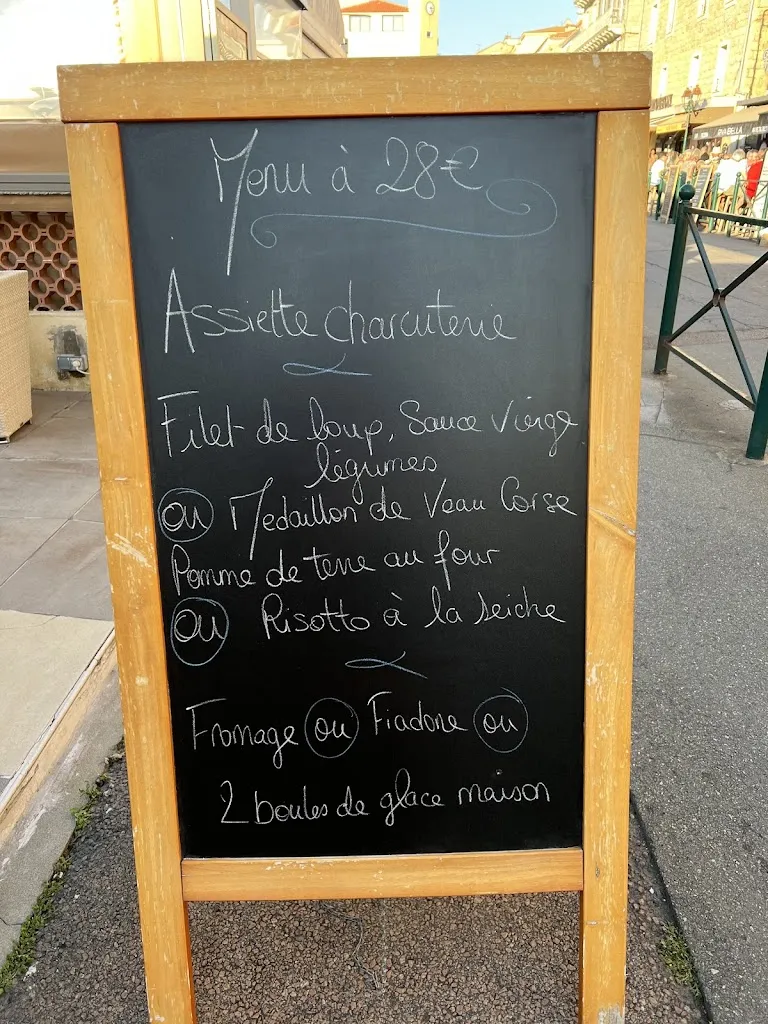 Menu à 28€
Assiette charcuterie
Filet de loup, Sauce vierge
légumes
ou Medaillon de Veau Corse
Pomme de terre au four
ou Risotto à la seiche
Fromage ou Fiadone ou
2 boules de glace maison